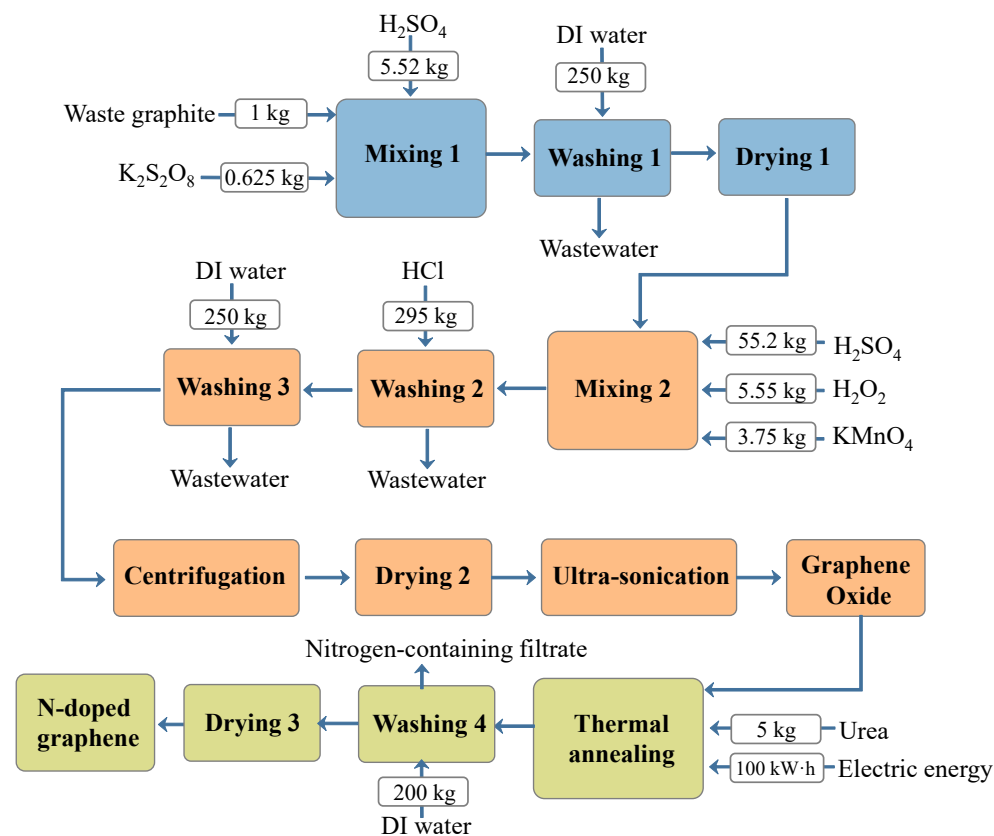 H₂SO₄
5.52 kg
DI water
250 kg
Waste graphite
1 kg
Mixing 1
Washing 1
Drying 1
K₂S₂O₈
0.625 kg
Wastewater
DI water
250 kg
HCl
295 kg
55.2 kg
H₂SO₄
Washing 3
Washing 2
Mixing 2
5.55 kg
H₂O₂
3.75 kg
KMnO₄
Wastewater
Wastewater
Centrifugation
Drying 2
Ultra-sonication
Graphene
Oxide
Nitrogen-containing filtrate
N-doped
graphene
Drying 3
Washing 4
Thermal
annealing
5 kg
Urea
100 kW·h
Electric energy
200 kg
DI water